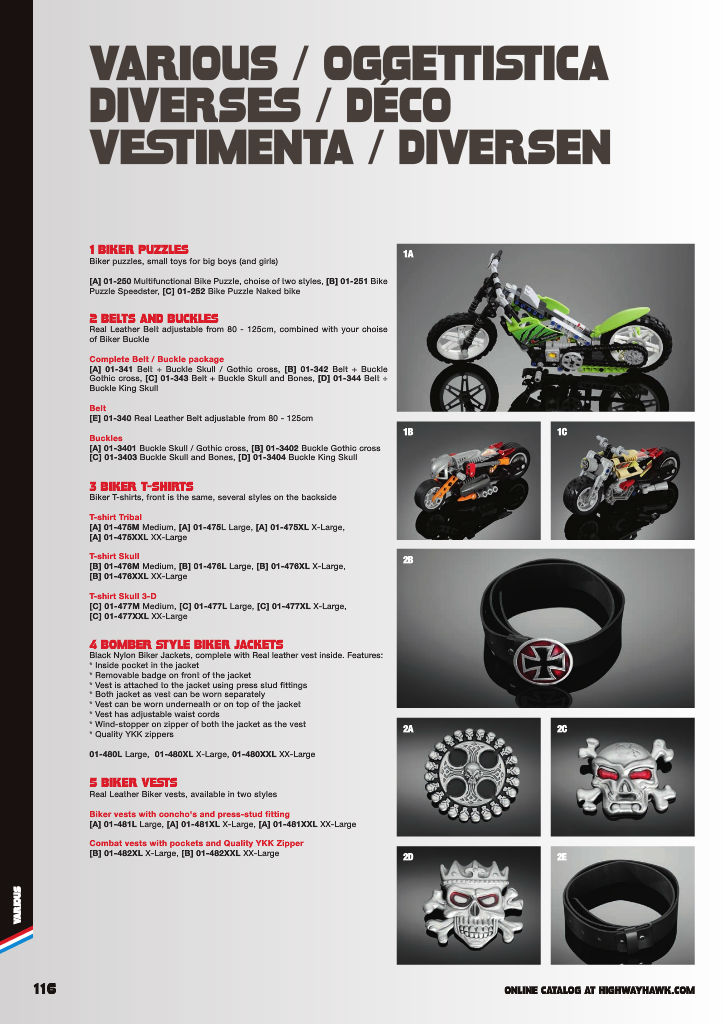 VARIOUS / OGGETTISTICA
DIVERSES / DÉCO
VESTIMENTA / DIVERSEN
1 BIKER PUZZLES
Biker puzzles, small toys for big boys (and girls)
[A] 01-250 Multifunctional Bike Puzzle, choise of two styles, [B] 01-251 Bike
Puzzle Speedster, [C] 01-252 Bike Puzzle Naked bike
2 BELTS AND BUCKLES
Real Leather Belt adjustable from 80 - 125cm, combined with your choise
of Biker Buckle
Complete Belt / Buckle package
[A] 01-341 Belt + Buckle Skull / Gothic cross, [B] 01-342 Belt + Buckle
Gothic cross, [C] 01-343 Belt + Buckle Skull and Bones, [D] 01-344 Belt +
Buckle King Skull
Belt
[E] 01-340 Real Leather Belt adjustable from 80 - 125cm
Buckles
[A] 01-3401 Buckle Skull / Gothic cross, [B] 01-3402 Buckle Gothic cross
[C] 01-3403 Buckle Skull and Bones, [D] 01-3404 Buckle King Skull
3 BIKER T-SHIRTS
Biker T-shirts, front is the same, several styles on the backside
T-shirt Tribal
[A] 01-475M Medium, [A] 01-475L Large, [A] 01-475XL X-Large,
[A] 01-475XXL XX-Large
T-shirt Skull
[B] 01-476M Medium, [B] 01-476L Large, [B] 01-476XL X-Large,
[B] 01-476XXL XX-Large
T-shirt Skull 3-D
[C] 01-477M Medium, [C] 01-477L Large, [C] 01-477XL X-Large,
[C] 01-477XXL XX-Large
4 BOMBER STYLE BIKER JACKETS
Black Nylon Biker Jackets, complete with Real leather vest inside. Features:
* Inside pocket in the jacket
* Removable badge on front of the jacket
* Vest is attached to the jacket using press stud fittings
* Both jacket as vest can be worn separately
* Vest can be worn underneath or on top of the jacket
* Vest has adjustable waist cords
* Wind-stopper on zipper of both the jacket as the vest
* Quality YKK zippers
01-480L Large, 01-480XL X-Large, 01-480XXL XX-Large
5 BIKER VESTS
Real Leather Biker vests, available in two styles
Biker vests with concho's and press-stud fitting
[A] 01-481L Large, [A] 01-481XL X-Large, [A] 01-481XXL XX-Large
Combat vests with pockets and Quality YKK Zipper
[B] 01-482XL X-Large, [B] 01-482XXL XX-Large
1A
1B
1C
2B
2A
2C
2D
2E
VARIOUS
116
ONLINE CATALOG AT HIGHWAYHAWK.COM